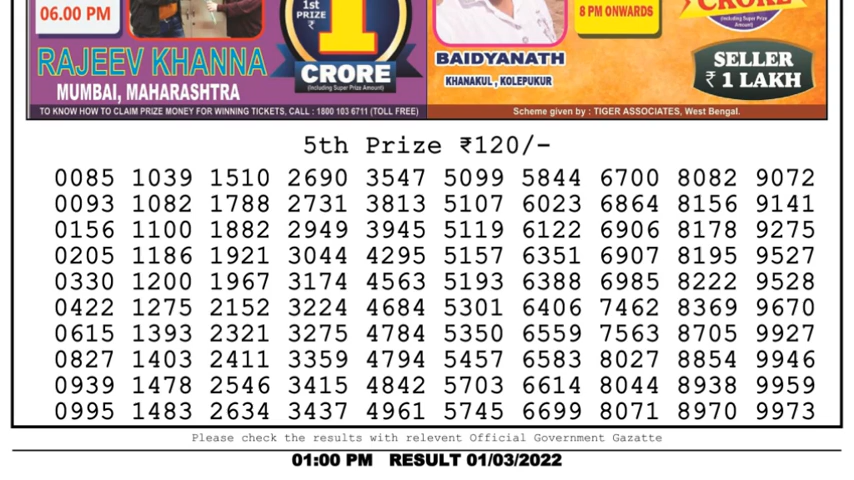 06.00 PM
1st
PRIZE
₹
1
CRORE
(Including Super Prize Amount)
RAJEEV KHANNA
MUMBAI, MAHARASHTRA
TO KNOW HOW TO CLAIM PRIZE MONEY FOR WINNING TICKETS, CALL : 1800 103 6711 (TOLL FREE)
BAIDYANATH
KHANAKUL , KOLEPUKUR
8 PM ONWARDS
CRORE
(Including Super Prize Amount)
SELLER
₹ 1 LAKH
Scheme given by : TIGER ASSOCIATES, West Bengal.
5th Prize ₹120/-
0085 1039 1510 2690 3547 5099 5844 6700 8082 9072
0093 1082 1788 2731 3813 5107 6023 6864 8156 9141
0156 1100 1882 2949 3945 5119 6122 6906 8178 9275
0205 1186 1921 3044 4295 5157 6351 6907 8195 9527
0330 1200 1967 3174 4563 5193 6388 6985 8222 9528
0422 1275 2152 3224 4684 5301 6406 7462 8369 9670
0615 1393 2321 3275 4784 5350 6559 7563 8705 9927
0827 1403 2411 3359 4794 5457 6583 8027 8854 9946
0939 1478 2546 3415 4842 5703 6614 8044 8938 9959
0995 1483 2634 3437 4961 5745 6699 8071 8970 9973
Please check the results with relevent Official Government Gazatte
01:00 PM RESULT 01/03/2022